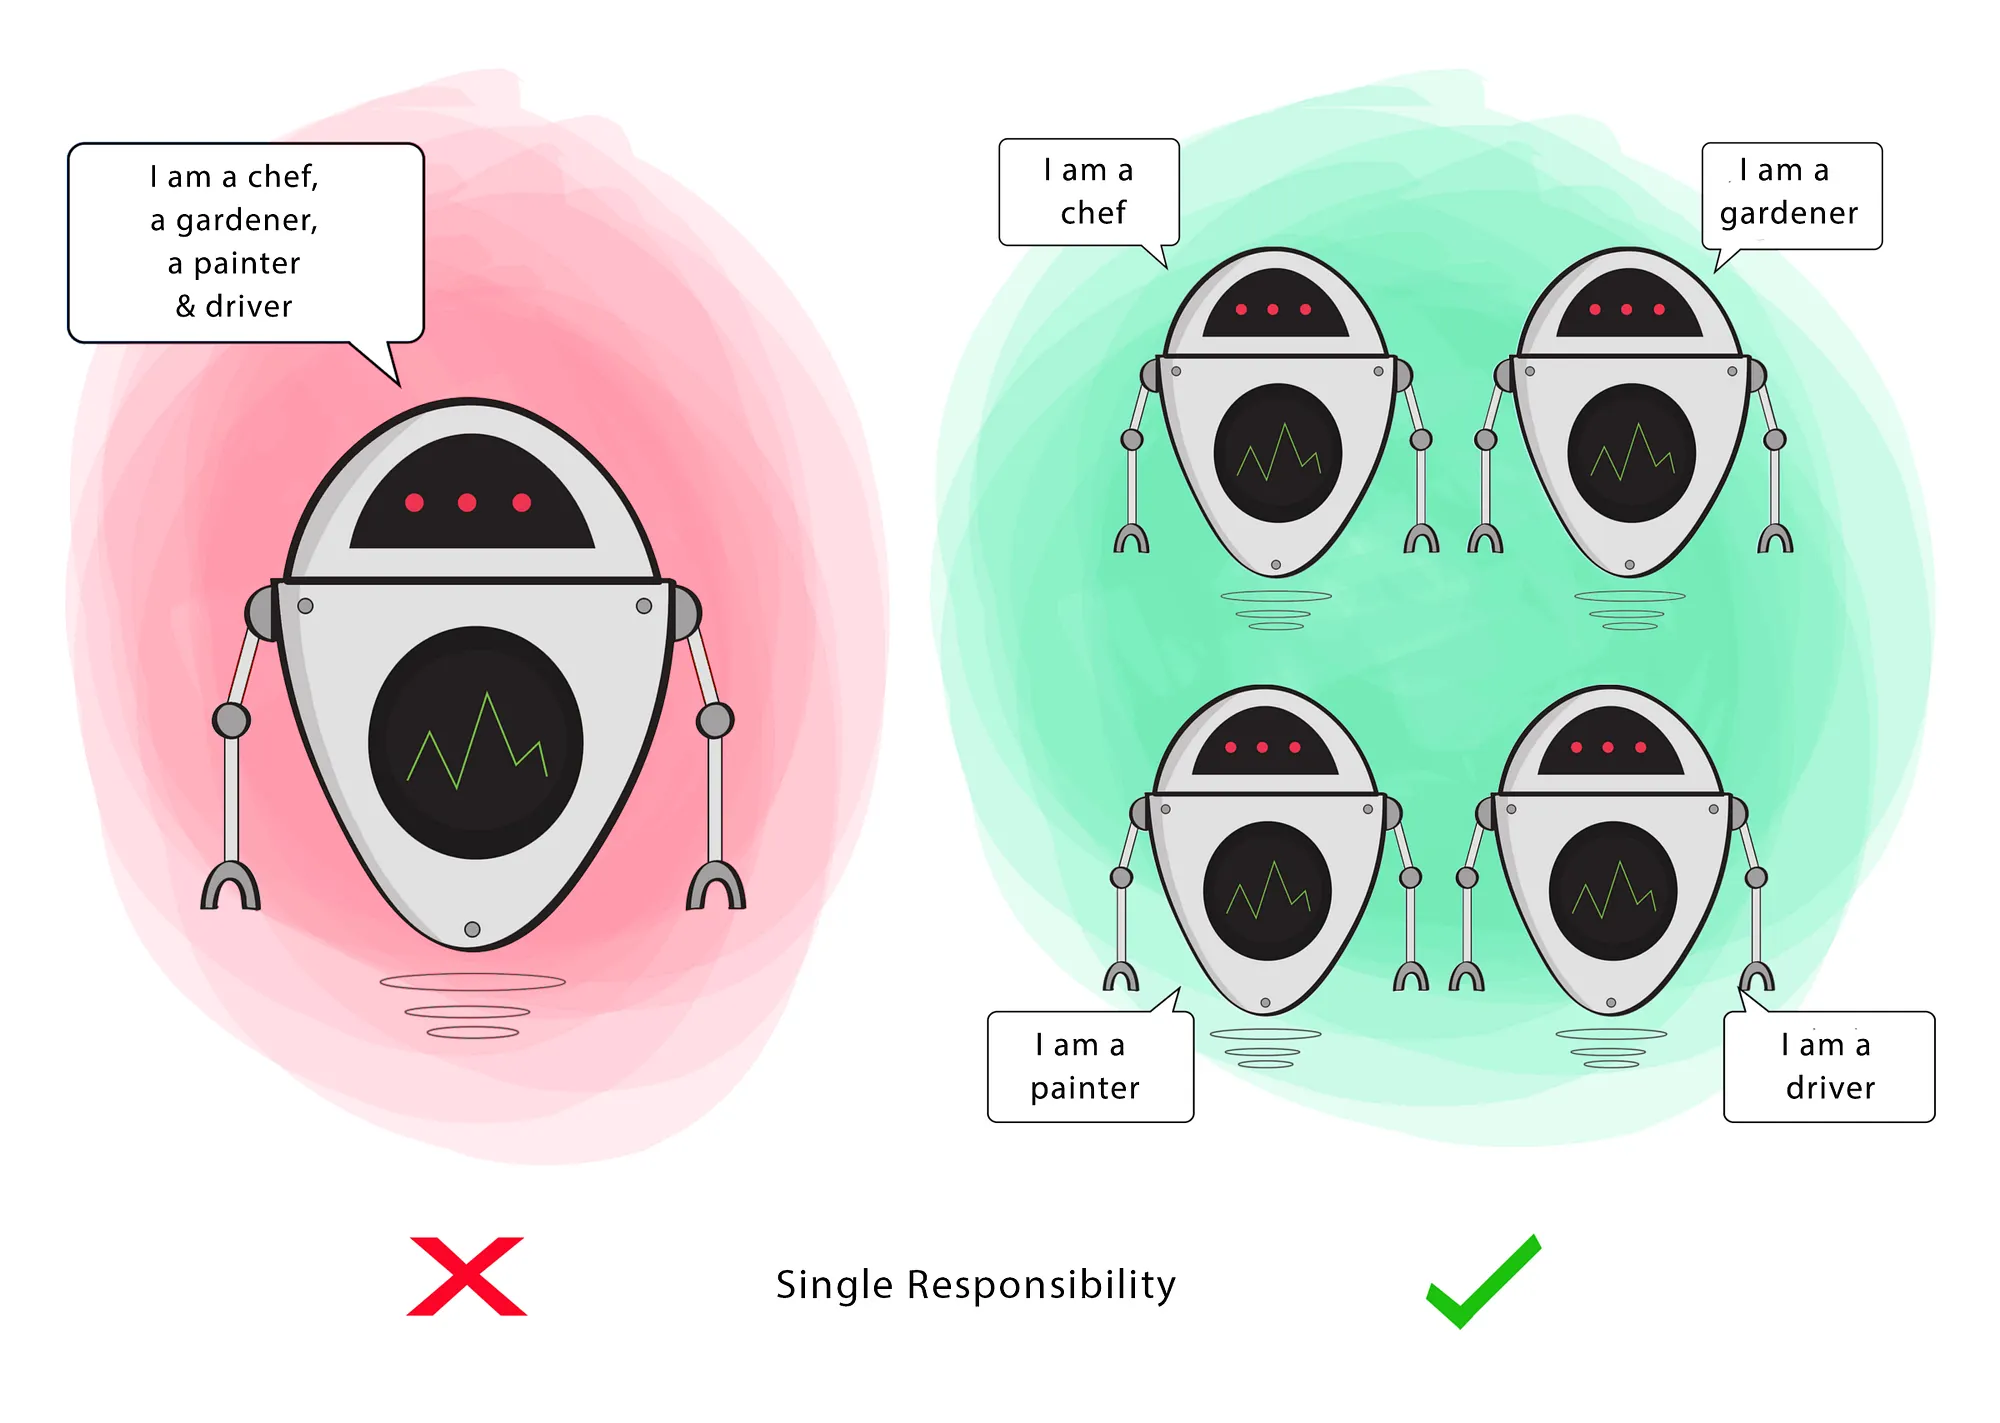 I am a chef,
a gardener,
a painter
& driver
I am a
chef
I am a
gardener
I am a
painter
I am a
driver
Single Responsibility